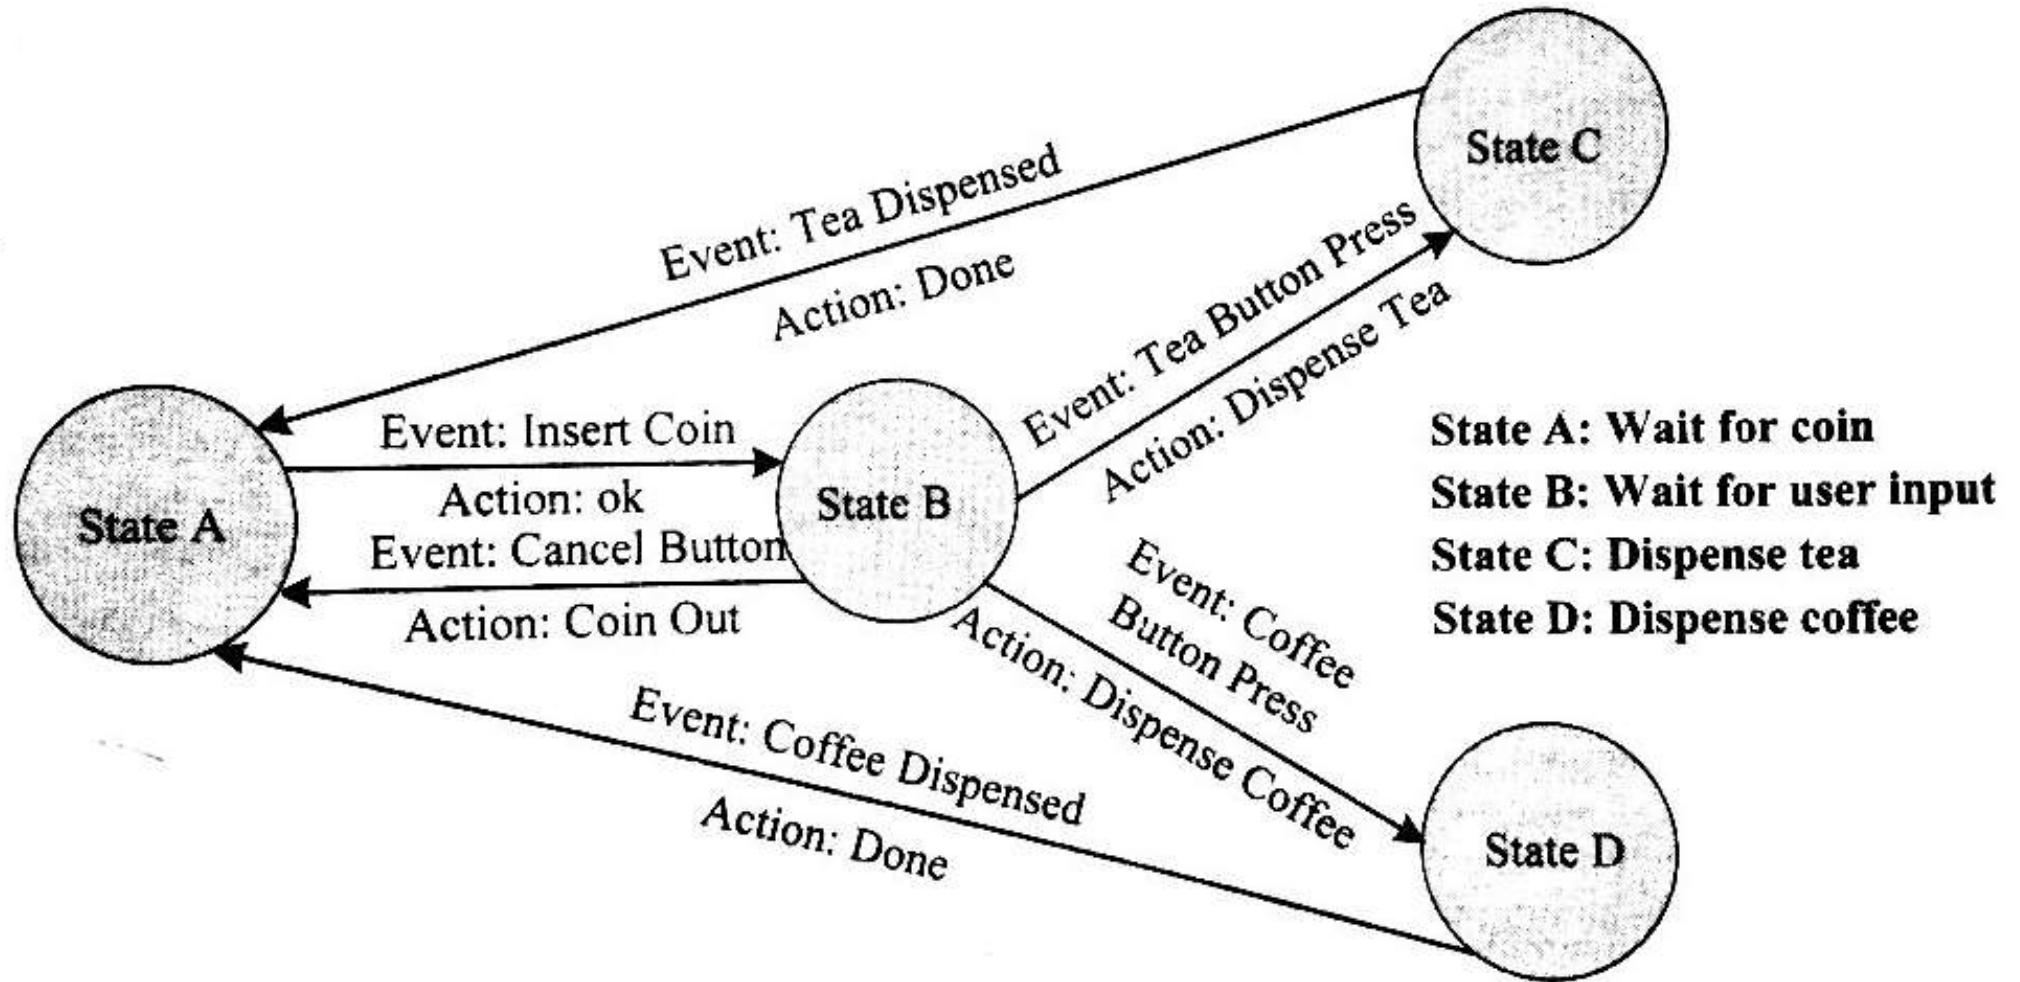 State C
Event: Tea Dispensed
Action: Done
Event: Tea Button Press
Action: Dispense Tea
Event: Insert Coin
Action: ok
State A
State B
Event: Cancel Button
Action: Coin Out
State A: Wait for coin
State B: Wait for user input
State C: Dispense tea
State D: Dispense coffee
Event: Coffee
Button Press
Action: Dispense Coffee
Event: Coffee Dispensed
Action: Done
State D